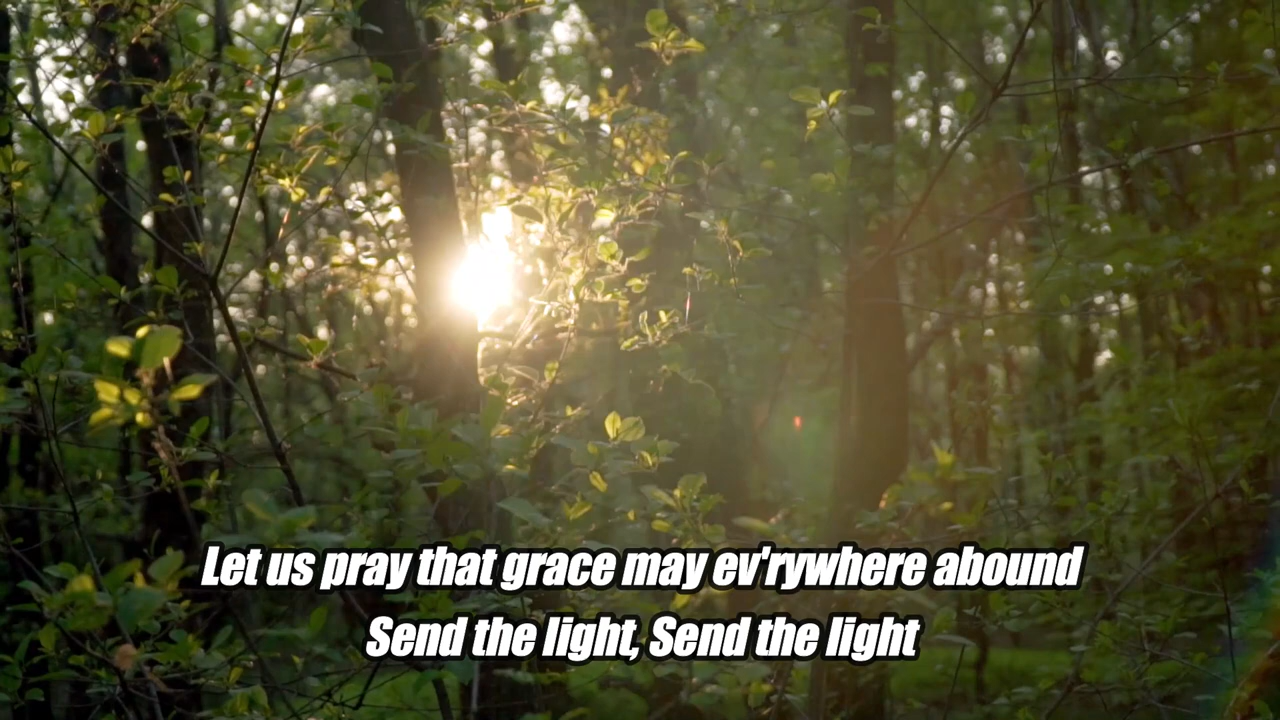 Let us pray that grace may ev'rywhere abound
Send the light, Send the light